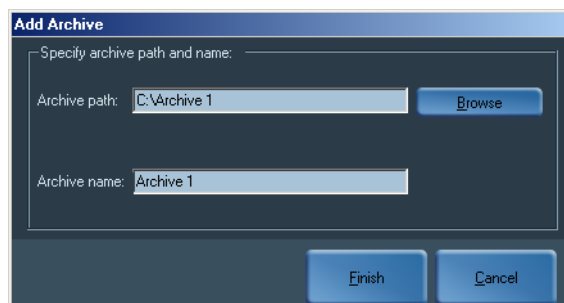 Add Archive
Specify archive path and name:
Archive path: C:\Archive 1 Browse
Archive name: Archive 1
Finish Cancel